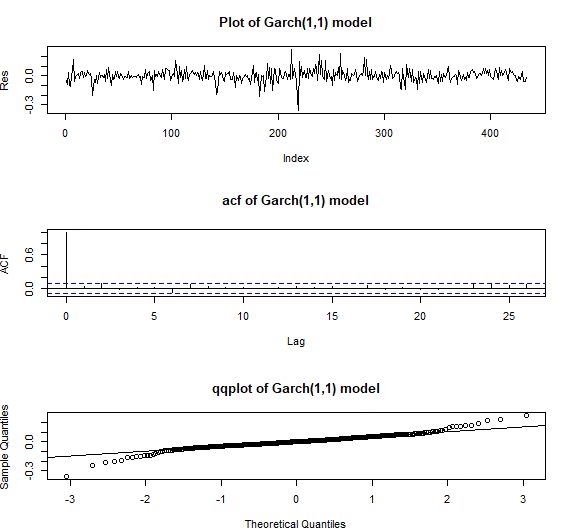 Plot of Garch(1,1) model
Res
0.0
-0.3
0 100 200 300 400
Index
acf of Garch(1,1) model
ACF
0.6
0.0
0 5 10 15 20 25
Lag
qqplot of Garch(1,1) model
Sample Quantiles
0.0
-0.3
-3 -2 -1 0 1 2 3
Theoretical Quantiles